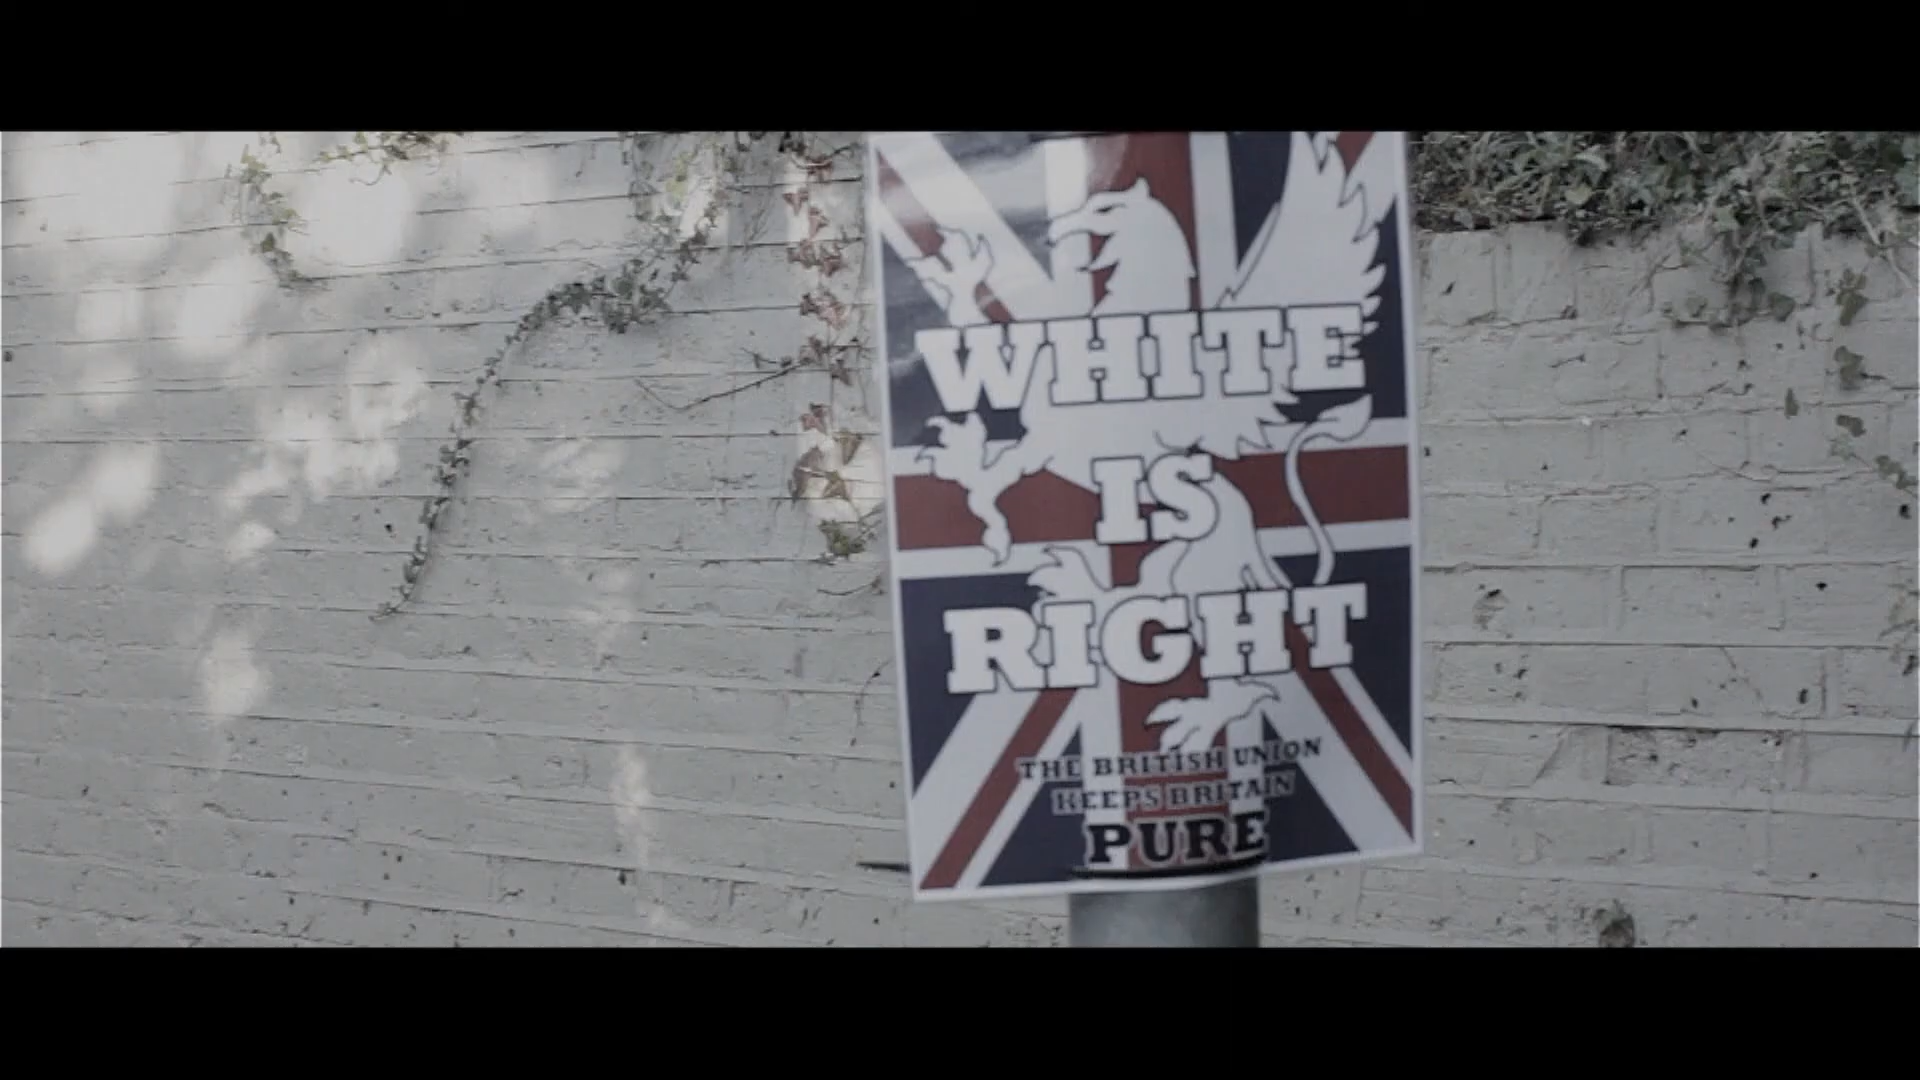 WHITE
IS
RIGHT
THE BRITISH UNION
KEEPS BRITAIN
PURE